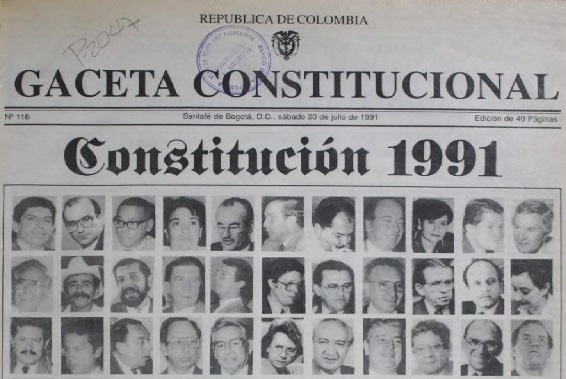 REPUBLICA DE COLOMBIA
GACETA CONSTITUCIONAL
Nº 116
Santafé de Bogotá, D.C., sábado 20 de julio de 1991
Edición de 40 Páginas
Constitución 1991